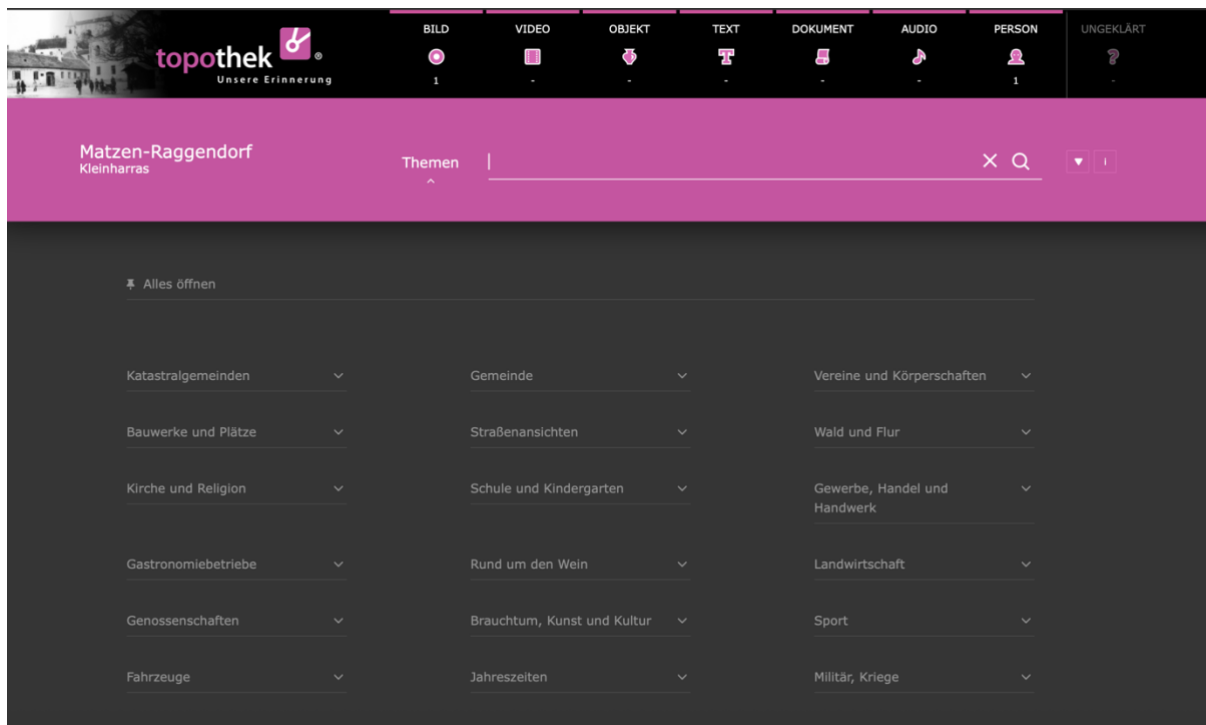 BILD VIDEO OBJEKT TEXT DOKUMENT AUDIO PERSON UNGEKLÄRT
topothek ®
Unsere Erinnerung
1 - - - - - 1 -
Matzen-Raggendorf
Kleinharras
Themen
Alles öffnen
Katastralgemeinden Gemeinde Vereine und Körperschaften
Bauwerke und Plätze Straßenansichten Wald und Flur
Kirche und Religion Schule und Kindergarten Gewerbe, Handel und
Handwerk
Gastronomiebetriebe Rund um den Wein Landwirtschaft
Genossenschaften Brauchtum, Kunst und Kultur Sport
Fahrzeuge Jahreszeiten Militär, Kriege